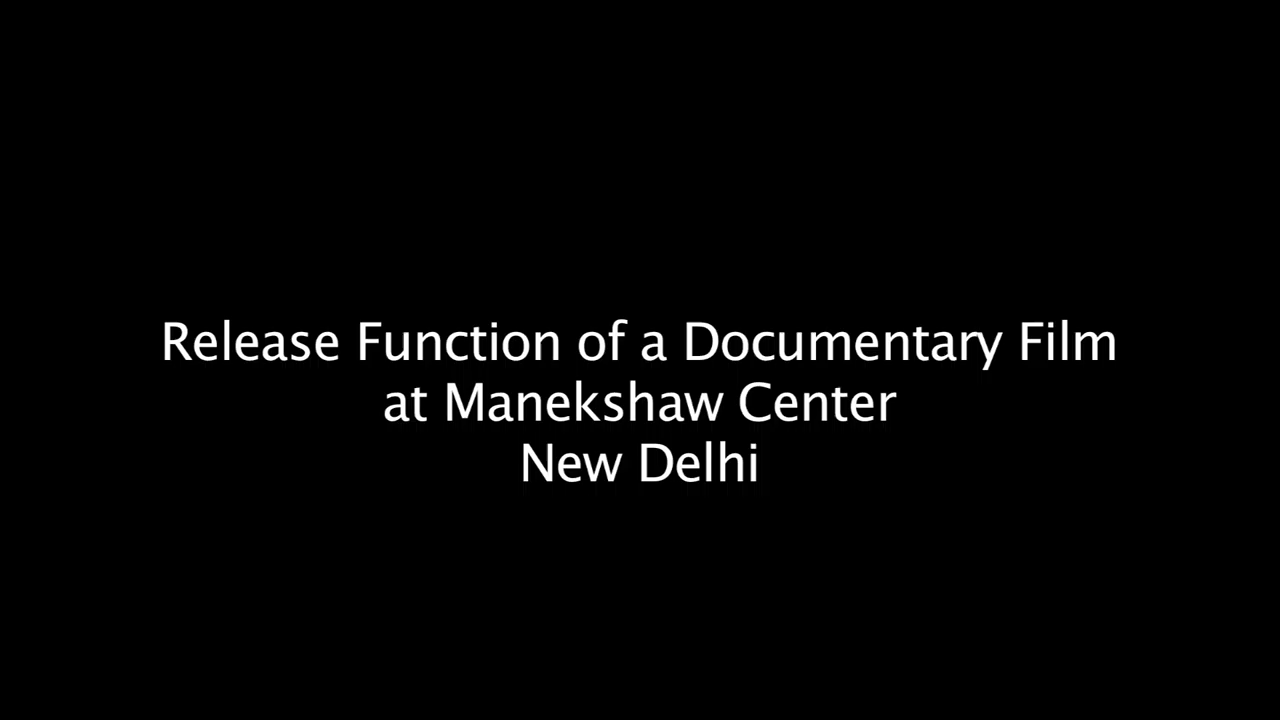 Release Function of a Documentary Film
at Manekshaw Center
New Delhi